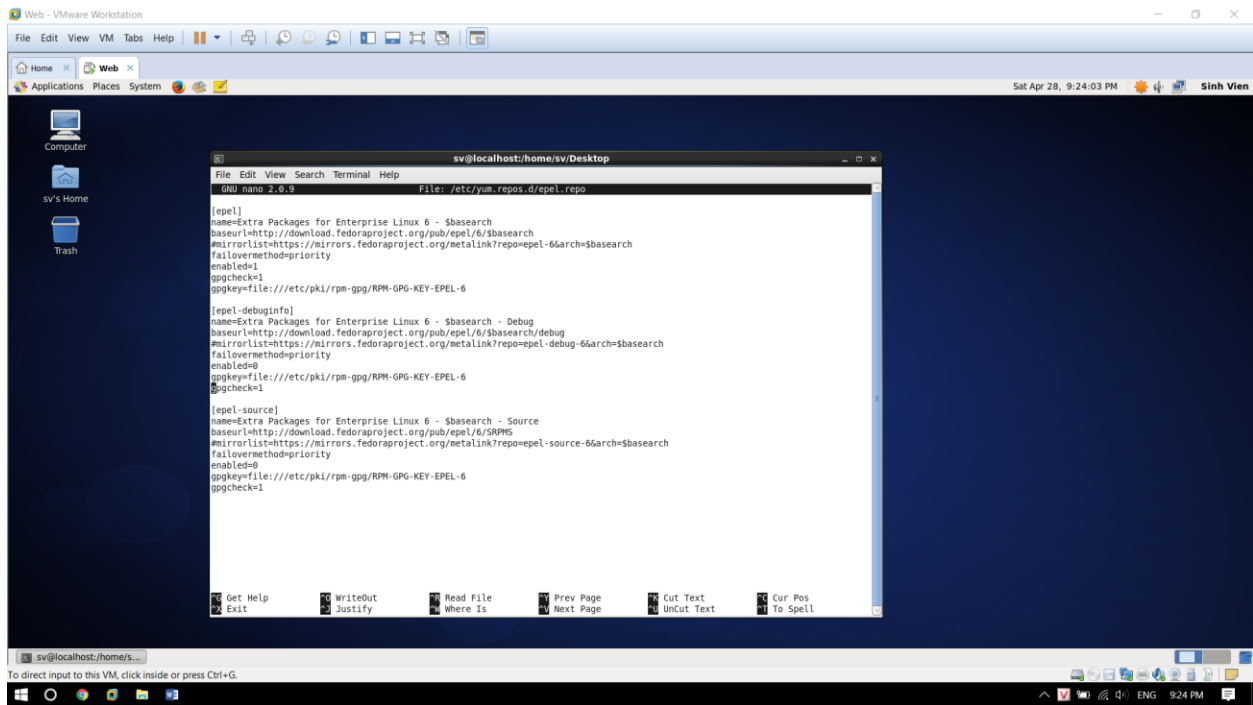 Web - VMware Workstation
File Edit View VM Tabs Help
Home Web
Applications Places System Sat Apr 28, 9:24:03 PM Sinh Vien
Computer
sv's Home
Trash
sv@localhost:/home/sv/Desktop
File Edit View Search Terminal Help
GNU nano 2.0.9 File: /etc/yum.repos.d/epel.repo
[epel]
name=Extra Packages for Enterprise Linux 6 - $basearch
baseurl=http://download.fedoraproject.org/pub/epel/6/$basearch
#mirrorlist=https://mirrors.fedoraproject.org/metalink?repo=epel-6&arch=$basearch
failovermethod=priority
enabled=1
gpgcheck=1
gpgkey=file:///etc/pki/rpm-gpg/RPM-GPG-KEY-EPEL-6
[epel-debuginfo]
name=Extra Packages for Enterprise Linux 6 - $basearch - Debug
baseurl=http://download.fedoraproject.org/pub/epel/6/$basearch/debug
#mirrorlist=https://mirrors.fedoraproject.org/metalink?repo=epel-debug-6&arch=$basearch
failovermethod=priority
enabled=0
gpgkey=file:///etc/pki/rpm-gpg/RPM-GPG-KEY-EPEL-6
gpgcheck=1
[epel-source]
name=Extra Packages for Enterprise Linux 6 - $basearch - Source
baseurl=http://download.fedoraproject.org/pub/epel/6/SRPMS
#mirrorlist=https://mirrors.fedoraproject.org/metalink?repo=epel-source-6&arch=$basearch
failovermethod=priority
enabled=0
gpgkey=file:///etc/pki/rpm-gpg/RPM-GPG-KEY-EPEL-6
gpgcheck=1
^G Get Help ^O WriteOut ^R Read File ^Y Prev Page ^K Cut Text ^C Cur Pos
^X Exit ^J Justify ^W Where Is ^V Next Page ^U UnCut Text ^T To Spell
sv@localhost:/home/s...
To direct input to this VM, click inside or press Ctrl+G.
ENG 9:24 PM